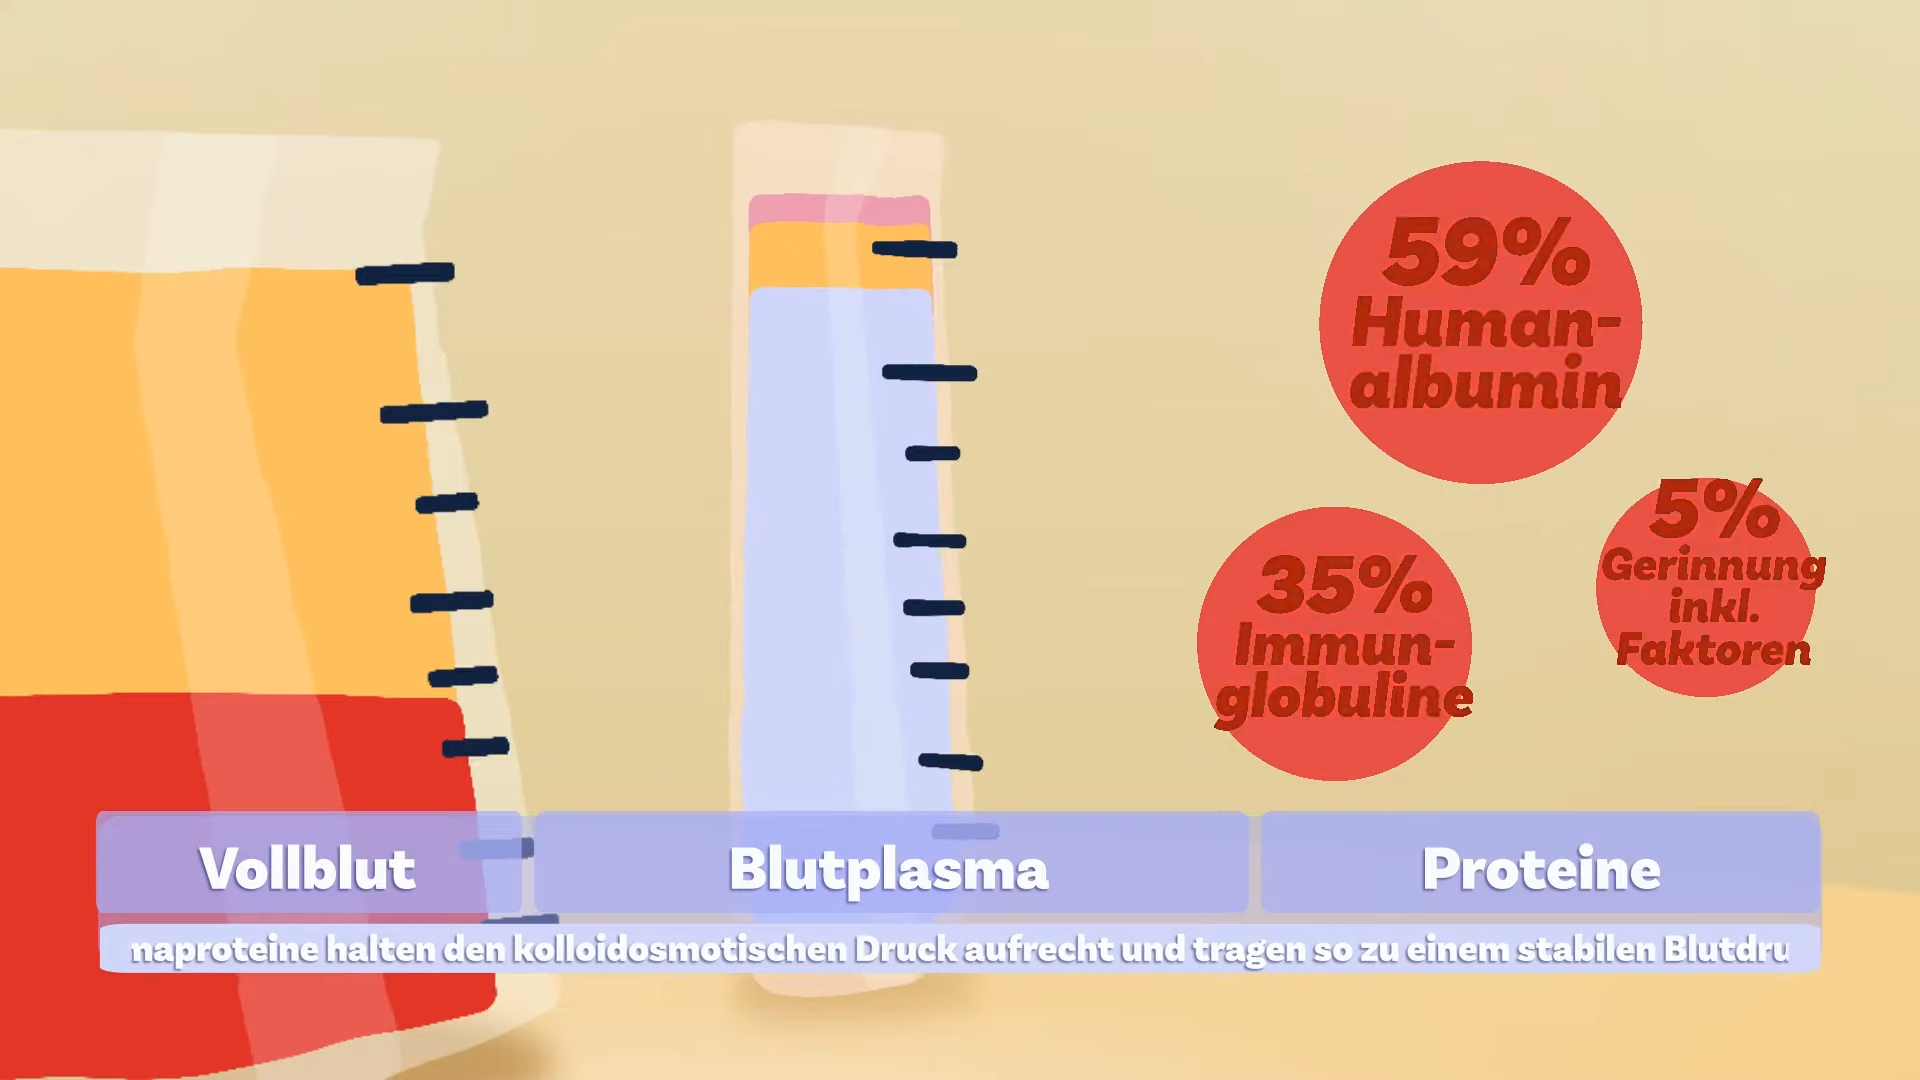 59%
Human-
albumin
5%
Gerinnung
inkl.
Faktoren
35%
Immun-
globuline
Vollblut
Blutplasma
Proteine
naproteine halten den kolloidosmotischen Druck aufrecht und tragen so zu einem stabilen Blutdru